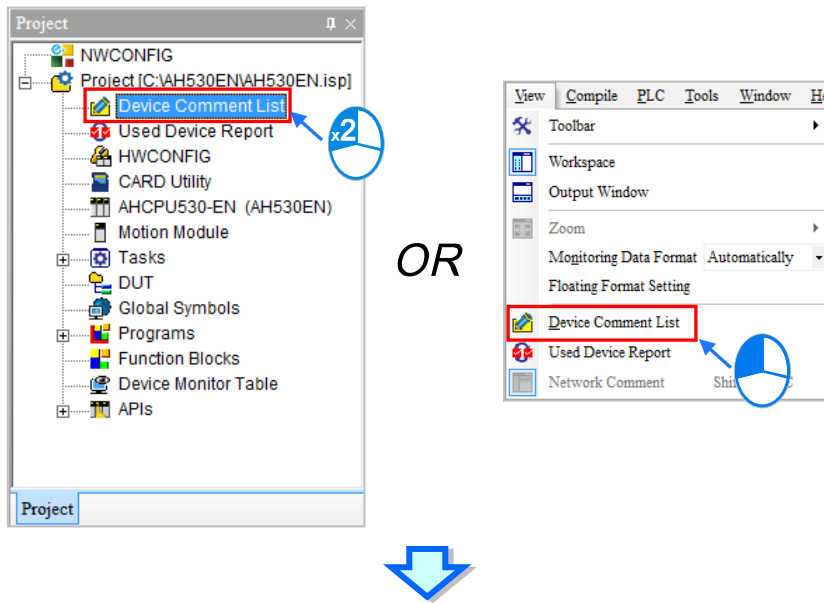 Project
NWCONFIG
Project [C:\AH530EN\AH530EN.isp]
Device Comment List
Used Device Report
HWCONFIG
CARD Utility
AHCPU530-EN (AH530EN)
Motion Module
Tasks
DUT
Global Symbols
Programs
Function Blocks
Device Monitor Table
APIs
Project
x2
OR
View Compile PLC Tools Window
Toolbar
Workspace
Output Window
Zoom
Monitoring Data Format Automatically
Floating Format Setting
Device Comment List
Used Device Report
Network Comment